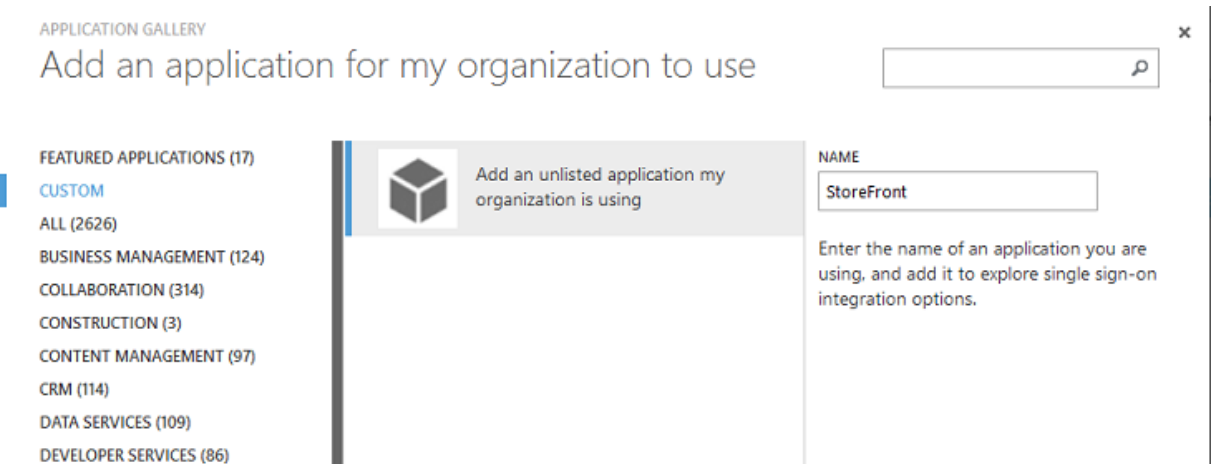 APPLICATION GALLERY
Add an application for my organization to use
FEATURED APPLICATIONS (17)
CUSTOM
ALL (2626)
BUSINESS MANAGEMENT (124)
COLLABORATION (314)
CONSTRUCTION (3)
CONTENT MANAGEMENT (97)
CRM (114)
DATA SERVICES (109)
DEVELOPER SERVICES (86)
Add an unlisted application my
organization is using
NAME
StoreFront
Enter the name of an application you are
using, and add it to explore single sign-on
integration options.